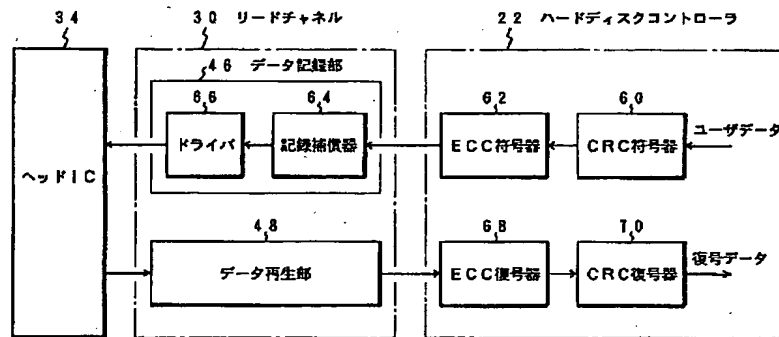 34
30 リードチャネル
22 ハードディスクコントローラ
46 データ記録部
66
64
62
60
ヘッドIC
ドライバ
記録補償器
ECC符号器
CRC符号器
ユーザデータ
48
68
70
データ再生部
ECC復号器
CRC復号器
復号データ